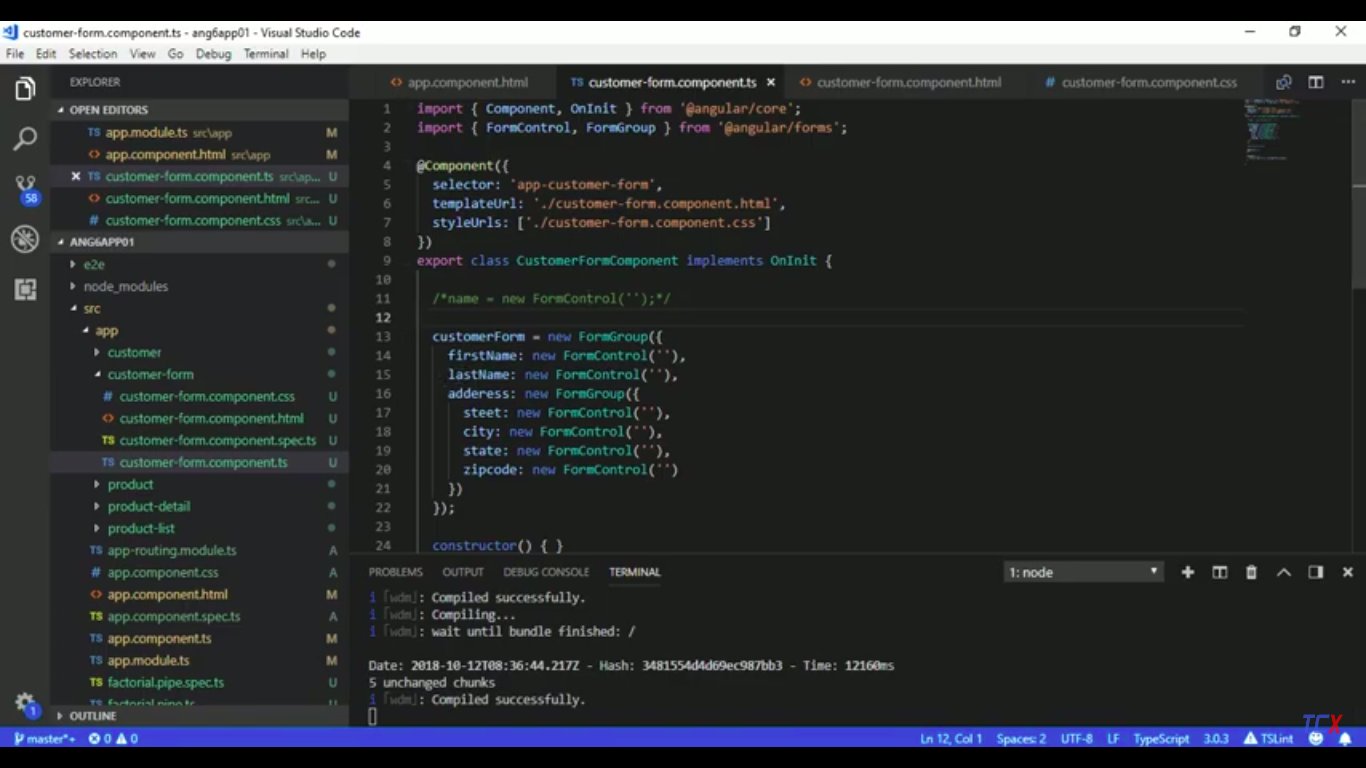 customer-form.component.ts - ang6app01 - Visual Studio Code
File Edit Selection View Go Debug Terminal Help
EXPLORER
OPEN EDITORS
TS app.module.ts src\app M
<> app.component.html src\app M
× TS customer-form.component.ts src\ap... U
<> customer-form.component.html src... U
# customer-form.component.css src\a... U
ANG6APP01
e2e
node_modules
src
app
customer
customer-form
# customer-form.component.css U
<> customer-form.component.html U
TS customer-form.component.spec.ts U
TS customer-form.component.ts U
product
product-detail
product-list
TS app-routing.module.ts A
# app.component.css A
<> app.component.html M
TS app.component.spec.ts A
TS app.component.ts M
TS app.module.ts M
TS factorial.pipe.spec.ts U
TS factorial.pipe.ts U
OUTLINE
58
1
<> app.component.html TS customer-form.component.ts × <> customer-form.component.html # customer-form.component.css ...
1 import { Component, OnInit } from '@angular/core';
2 import { FormControl, FormGroup } from '@angular/forms';
3
4 @Component({
5 selector: 'app-customer-form',
6 templateUrl: './customer-form.component.html',
7 styleUrls: ['./customer-form.component.css']
8 })
9 export class CustomerFormComponent implements OnInit {
10
11 /*name = new FormControl('');*/
12
13 customerForm = new FormGroup({
14 firstName: new FormControl(''),
15 lastName: new FormControl(''),
16 adderess: new FormGroup({
17 steet: new FormControl(''),
18 city: new FormControl(''),
19 state: new FormControl(''),
20 zipcode: new FormControl('')
21 })
22 });
23
24 constructor() { }
PROBLEMS OUTPUT DEBUG CONSOLE TERMINAL 1: node
i ｢wdm｣: Compiled successfully.
i ｢wdm｣: Compiling...
i ｢wdm｣: wait until bundle finished: /
Date: 2018-10-12T08:36:44.217Z - Hash: 3481554d4d69ec987bb3 - Time: 12160ms
5 unchanged chunks
i ｢wdm｣: Compiled successfully.
TCX
master*+ 0 0 Ln 12, Col 1 Spaces: 2 UTF-8 LF TypeScript 3.0.3 TSLint